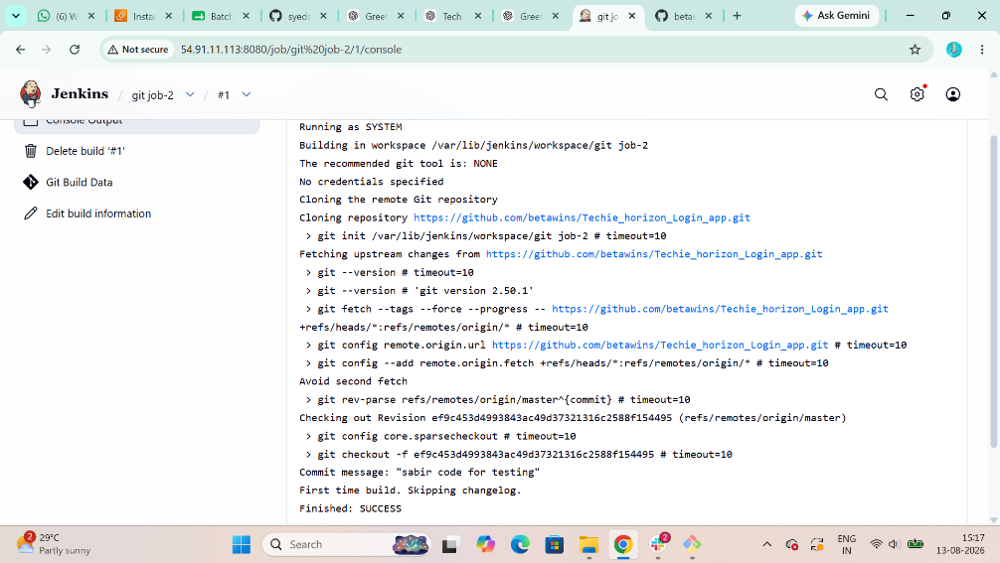 (6) W
Instan
Batch
syeds
Greet
Tech
Greet
git jo
betaw
Ask Gemini
Not secure
54.91.11.113:8080/job/git%20job-2/1/console
Jenkins / git job-2 / #1
Console Output
Delete build '#1'
Git Build Data
Edit build information
Running as SYSTEM
Building in workspace /var/lib/jenkins/workspace/git job-2
The recommended git tool is: NONE
No credentials specified
Cloning the remote Git repository
Cloning repository https://github.com/betawins/Techie_horizon_Login_app.git
> git init /var/lib/jenkins/workspace/git job-2 # timeout=10
Fetching upstream changes from https://github.com/betawins/Techie_horizon_Login_app.git
> git --version # timeout=10
> git --version # 'git version 2.50.1'
> git fetch --tags --force --progress -- https://github.com/betawins/Techie_horizon_Login_app.git
+refs/heads/*:refs/remotes/origin/* # timeout=10
> git config remote.origin.url https://github.com/betawins/Techie_horizon_Login_app.git # timeout=10
> git config --add remote.origin.fetch +refs/heads/*:refs/remotes/origin/* # timeout=10
Avoid second fetch
> git rev-parse refs/remotes/origin/master^{commit} # timeout=10
Checking out Revision ef9c453d4993843ac49d37321316c2588f154495 (refs/remotes/origin/master)
> git config core.sparsecheckout # timeout=10
> git checkout -f ef9c453d4993843ac49d37321316c2588f154495 # timeout=10
Commit message: "sabir code for testing"
First time build. Skipping changelog.
Finished: SUCCESS
2
29°C
Partly sunny
Search
2
ENG
IN
15:17
13-08-2026